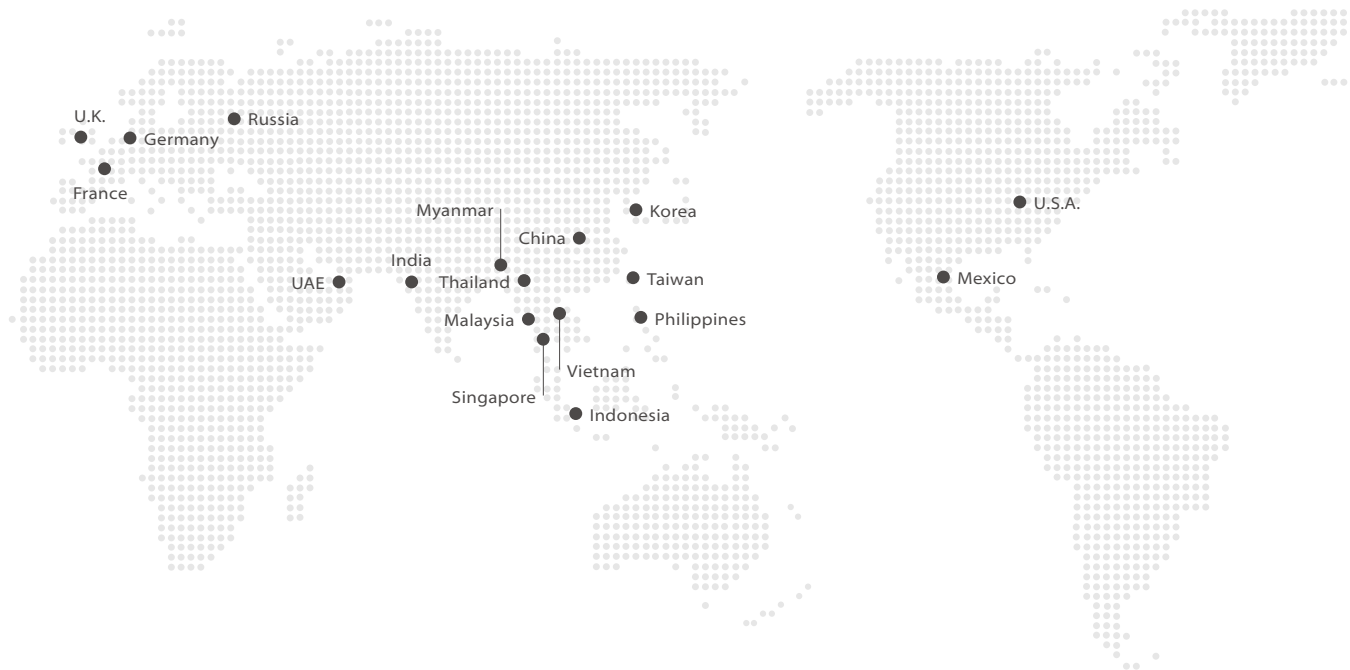 U.K.
Russia
Germany
France
Myanmar
Korea
U.S.A.
China
India
UAE
Thailand
Taiwan
Mexico
Malaysia
Philippines
Vietnam
Singapore
Indonesia